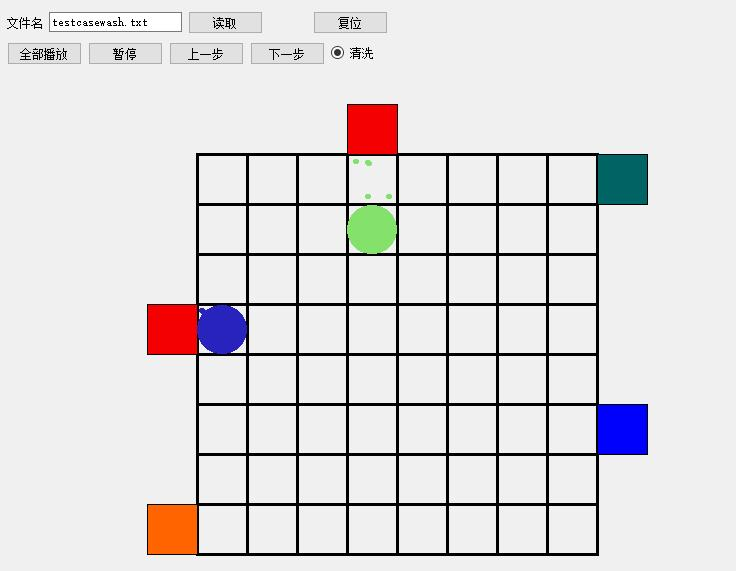 文件名 testcasewash.txt 读取 复位
全部播放 暂停 上一步 下一步 清洗